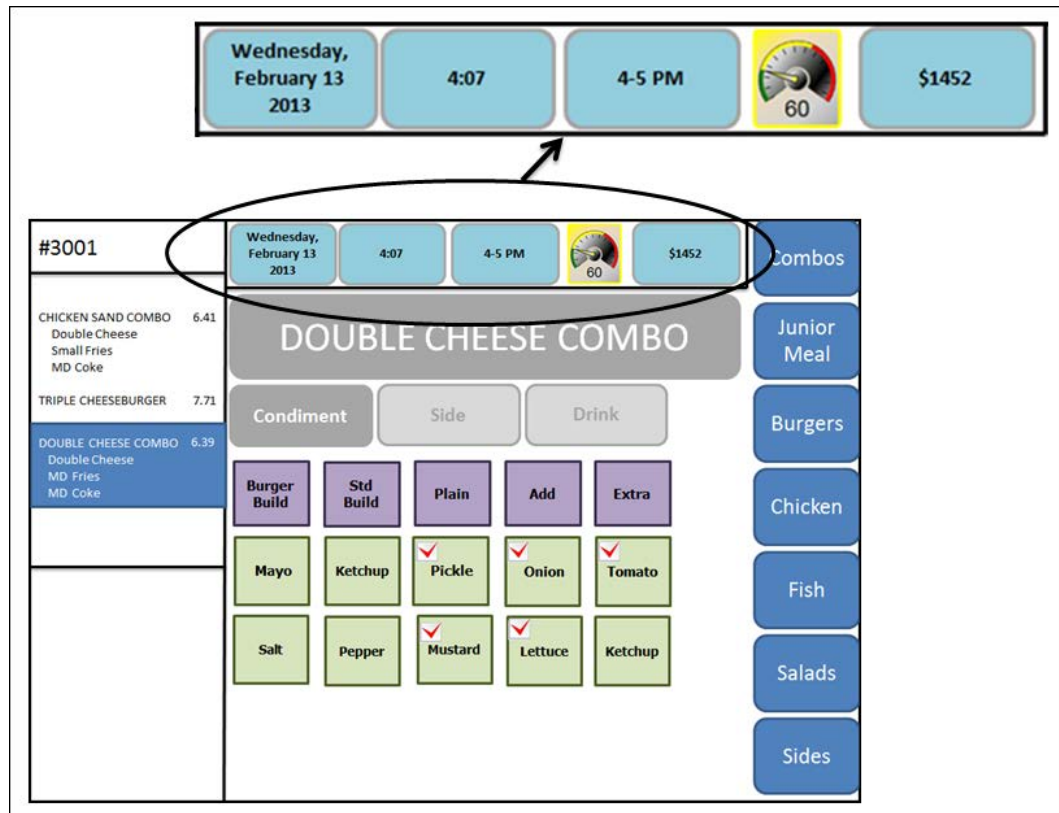 Wednesday,
February 13
2013
4:07
4-5 PM
60
$1452
#3001
Wednesday,
February 13
2013
4:07
4-5 PM
60
$1452
CHICKEN SAND COMBO 6.41
Double Cheese
Small Fries
MD Coke
TRIPLE CHEESEBURGER 7.71
DOUBLE CHEESE COMBO 6.39
Double Cheese
MD Fries
MD Coke
DOUBLE CHEESE COMBO
Condiment
Side
Drink
Burger
Build
Std
Build
Plain
Add
Extra
Mayo
Ketchup
Pickle
Onion
Tomato
Salt
Pepper
Mustard
Lettuce
Ketchup
Combos
Junior
Meal
Burgers
Chicken
Fish
Salads
Sides